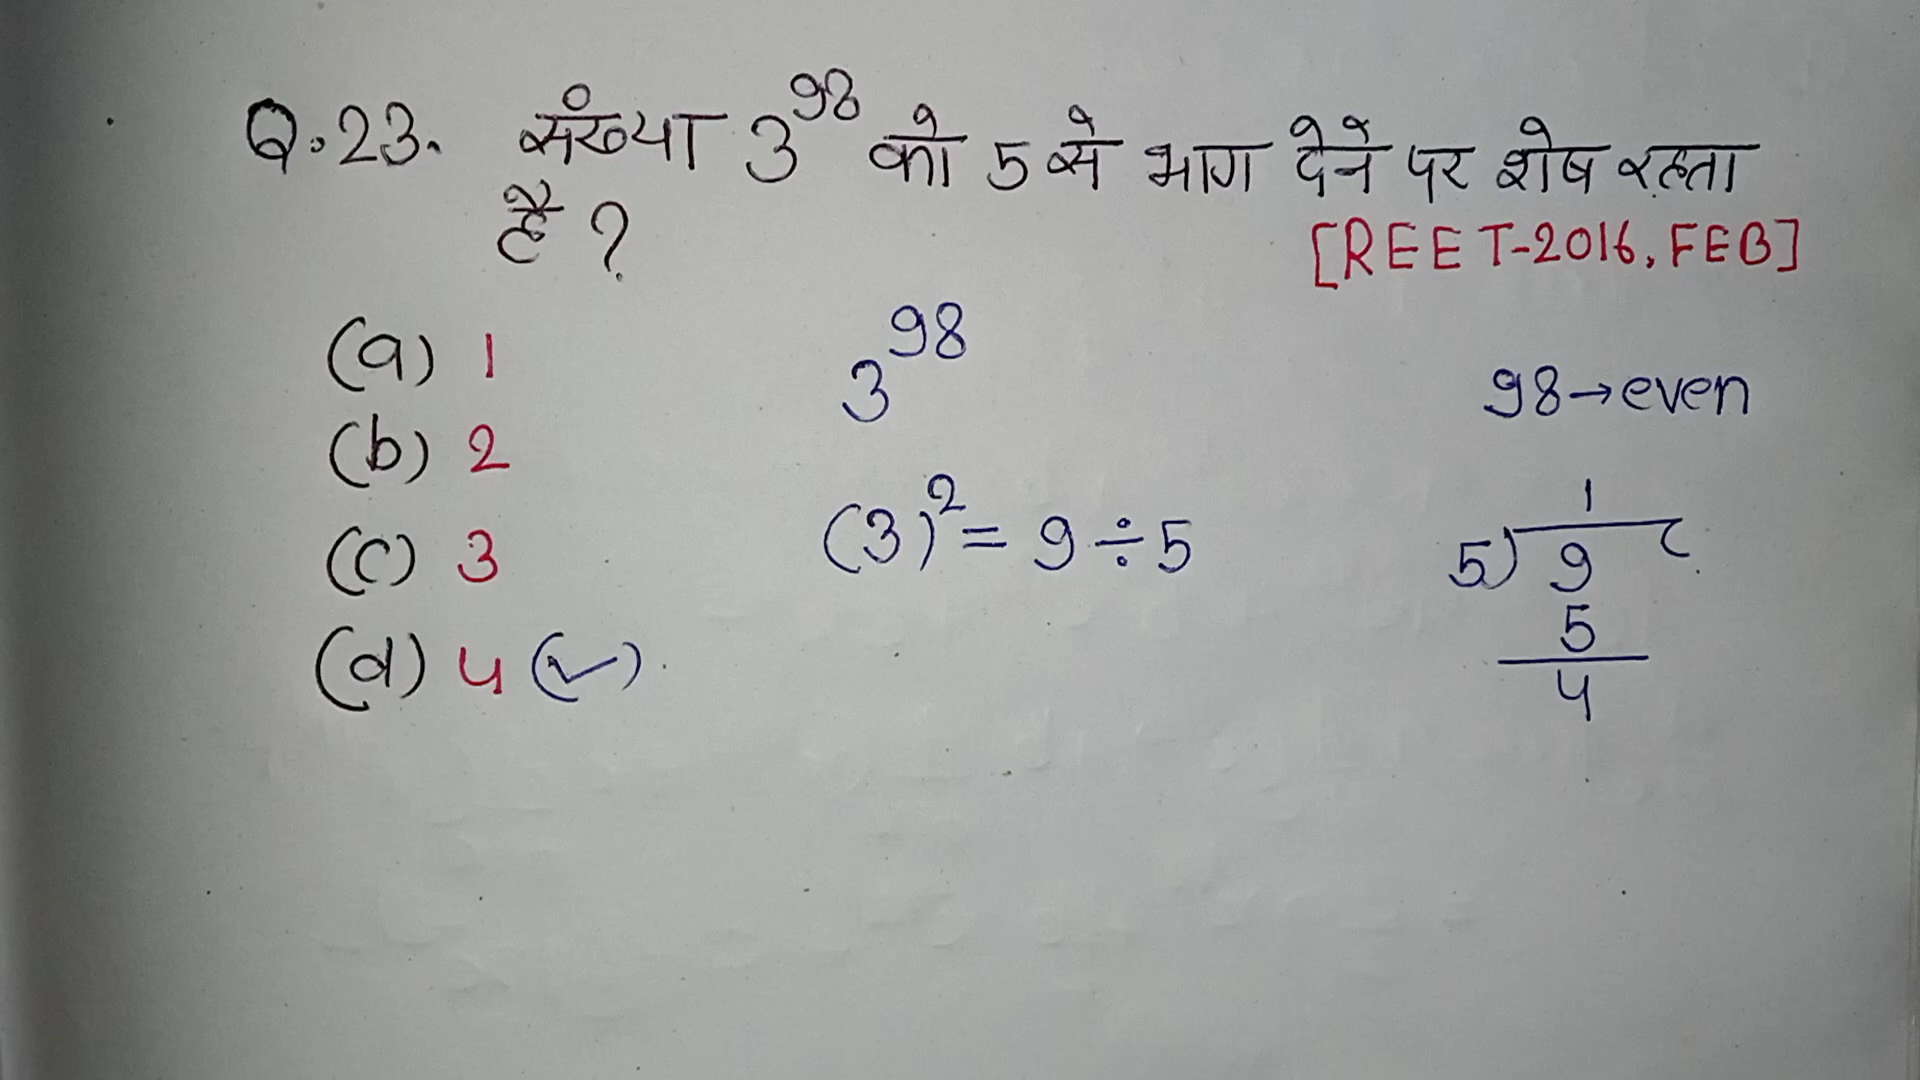 Q.23. संख्या 3^98 को 5 से भाग देने पर शेष रहता
है ?
[REET-2016, FEB]
(a) 1
(b) 2
(c) 3
(d) 4 (✓)
3^98
(3)^2 = 9 ÷ 5
98→even
1
5) 9 (
5
4